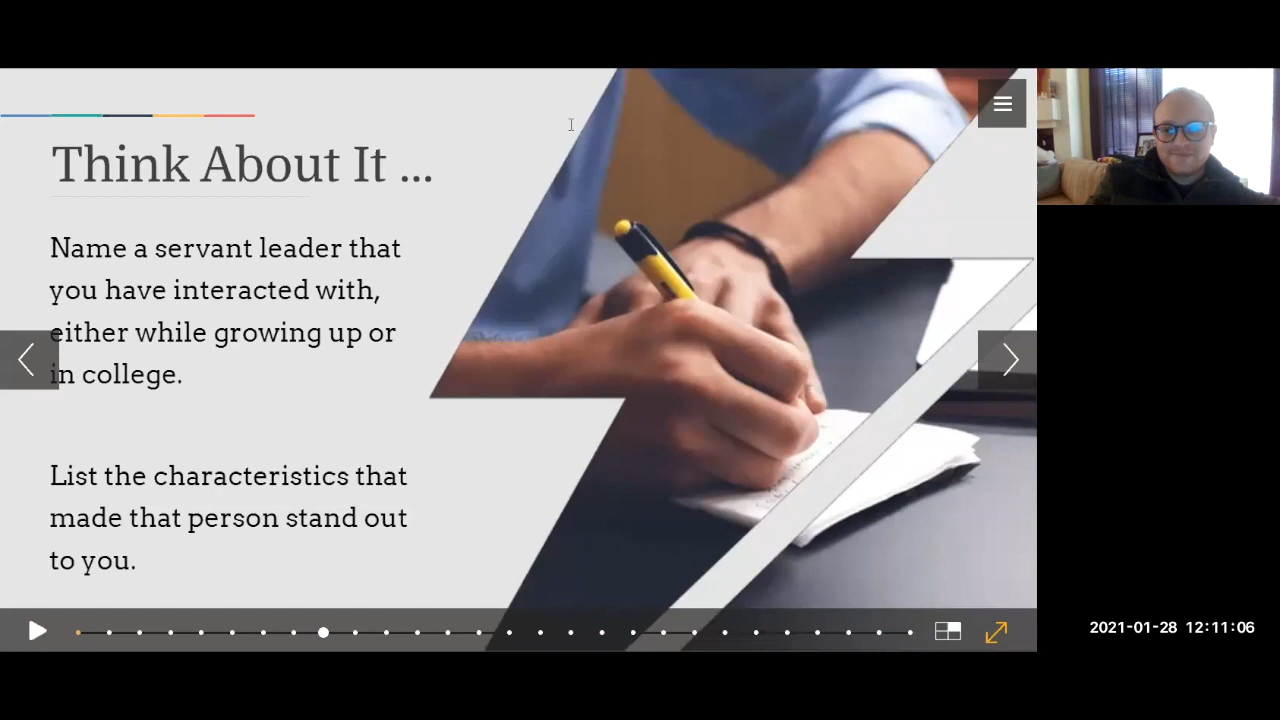 Think About It ...
Name a servant leader that
you have interacted with,
either while growing up or
in college.
List the characteristics that
made that person stand out
to you.
2021-01-28 12:11:06